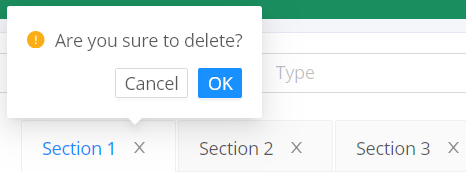 Are you sure to delete?
Cancel OK
Type
Section 1 X Section 2 X Section 3 X